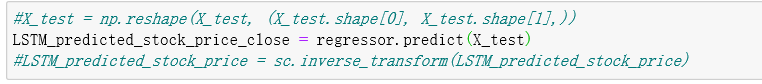 #X_test = np.reshape(X_test, (X_test.shape[0], X_test.shape[1],))
LSTM_predicted_stock_price_close = regressor.predict(X_test)
#LSTM_predicted_stock_price = sc.inverse_transform(LSTM_predicted_stock_price)